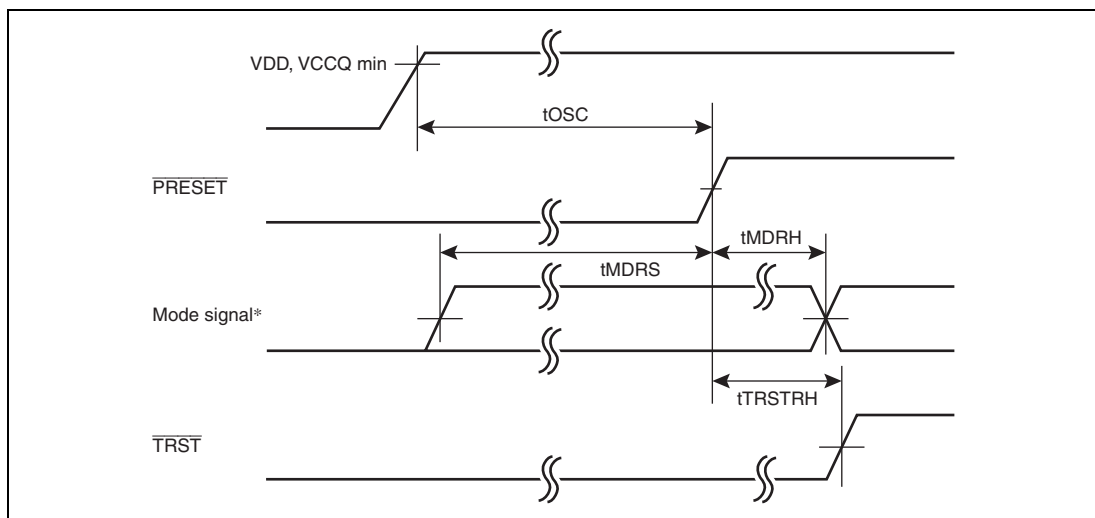 VDD, VCCQ min
tOSC
PRESET
tMDRH
tMDRS
Mode signal*
tTRSTRH
TRST